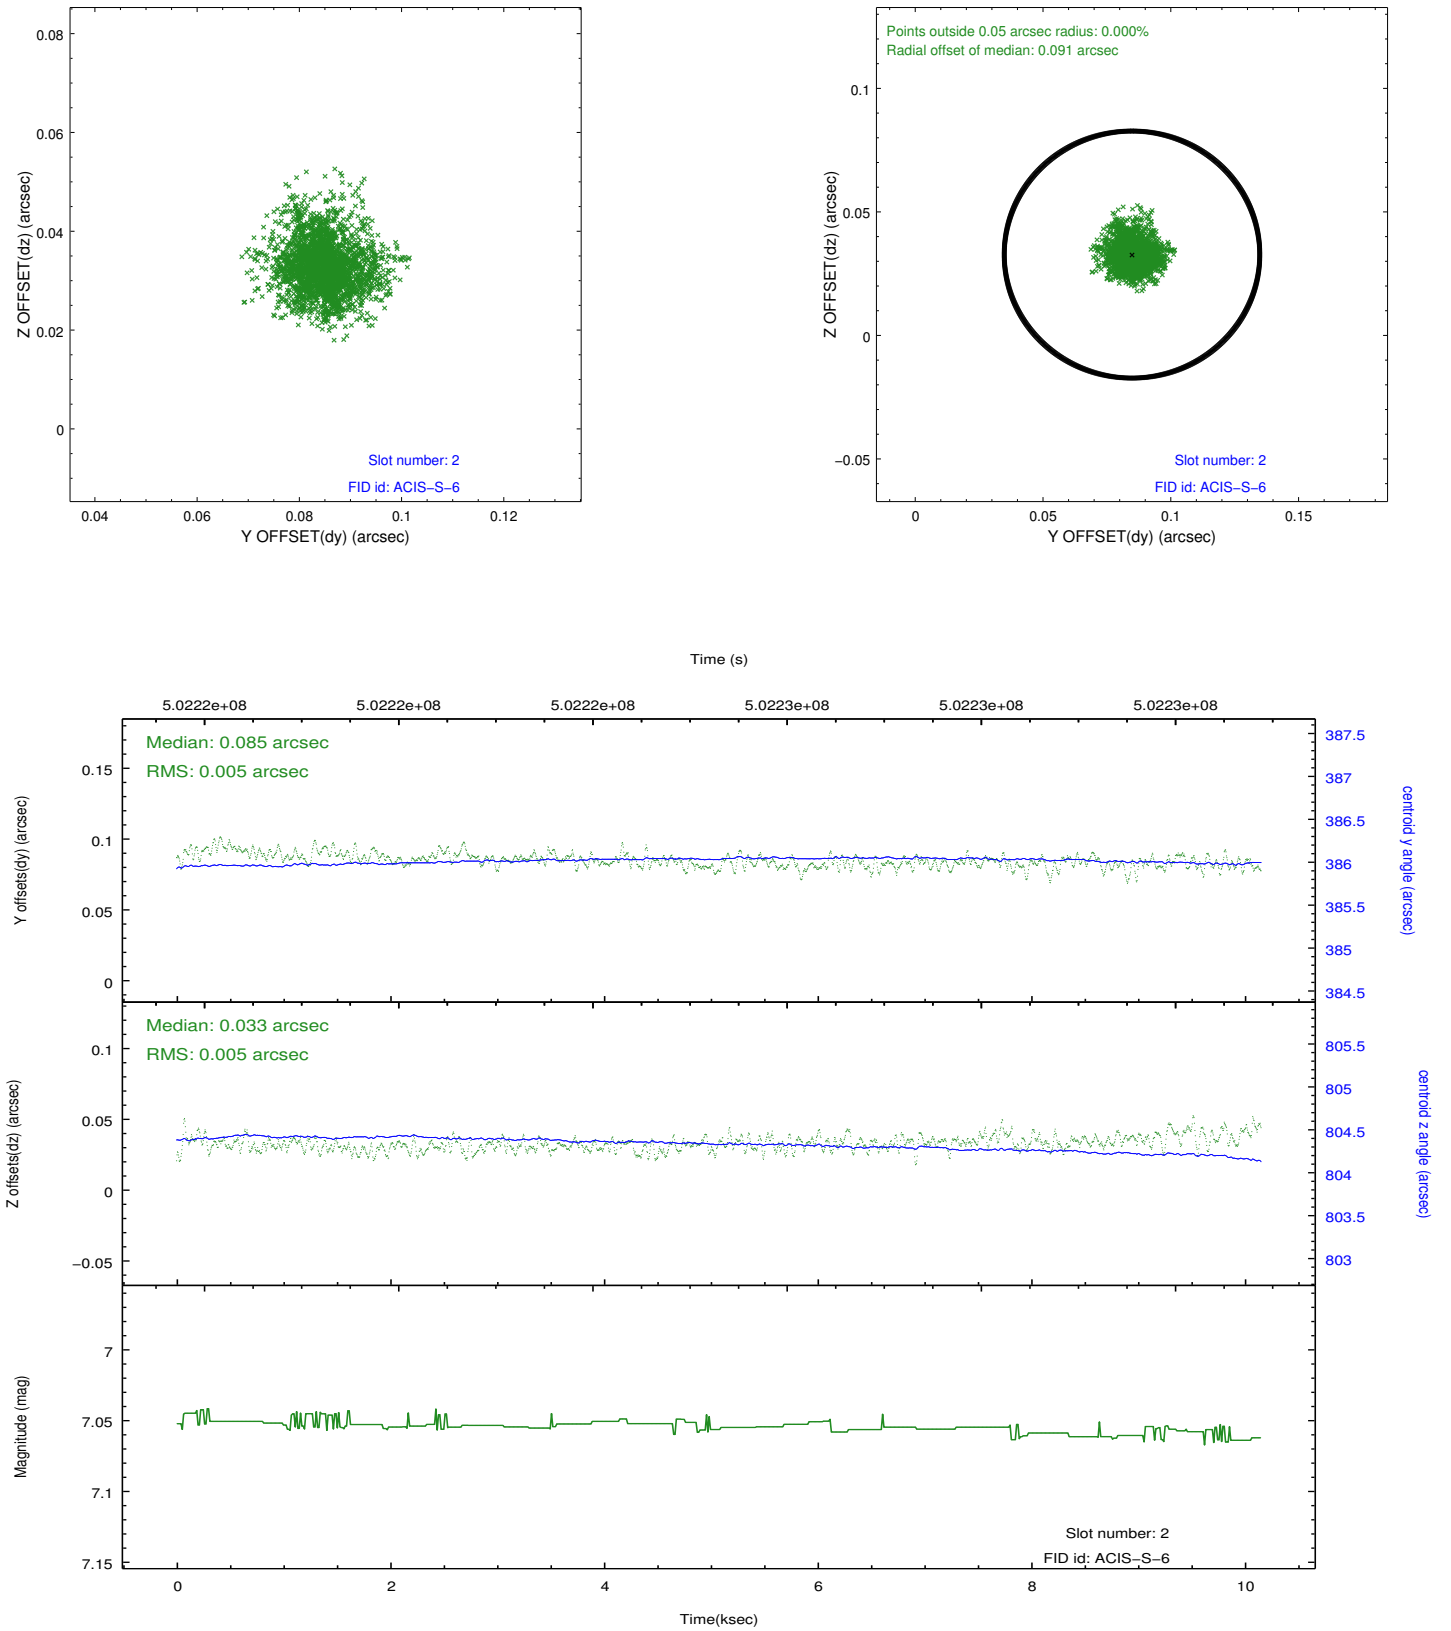 0.08
0.06
0.04
0.02
0
Z OFFSET(dz) (arcsec)
Slot number: 2
FID id: ACIS−S−6
0.04 0.06 0.08 0.1 0.12
Y OFFSET(dy) (arcsec)
Points outside 0.05 arcsec radius: 0.000%
Radial offset of median: 0.091 arcsec
0.1
0.05
0
−0.05
Z OFFSET(dz) (arcsec)
Slot number: 2
FID id: ACIS−S−6
0 0.05 0.1 0.15
Y OFFSET(dy) (arcsec)
Time (s)
5.0222e+08 5.0222e+08 5.0222e+08 5.0223e+08 5.0223e+08 5.0223e+08
Median: 0.085 arcsec
RMS: 0.005 arcsec
0.15
0.1
0.05
0
Y offsets(dy) (arcsec)
387.5
387
386.5
386
385.5
385
384.5
centroid y angle (arcsec)
Median: 0.033 arcsec
RMS: 0.005 arcsec
0.1
0.05
0
−0.05
Z offsets(dz) (arcsec)
805.5
805
804.5
804
803.5
803
centroid z angle (arcsec)
7
7.05
7.1
7.15
Magnitude (mag)
Slot number: 2
FID id: ACIS−S−6
0 2 4 6 8 10
Time(ksec)